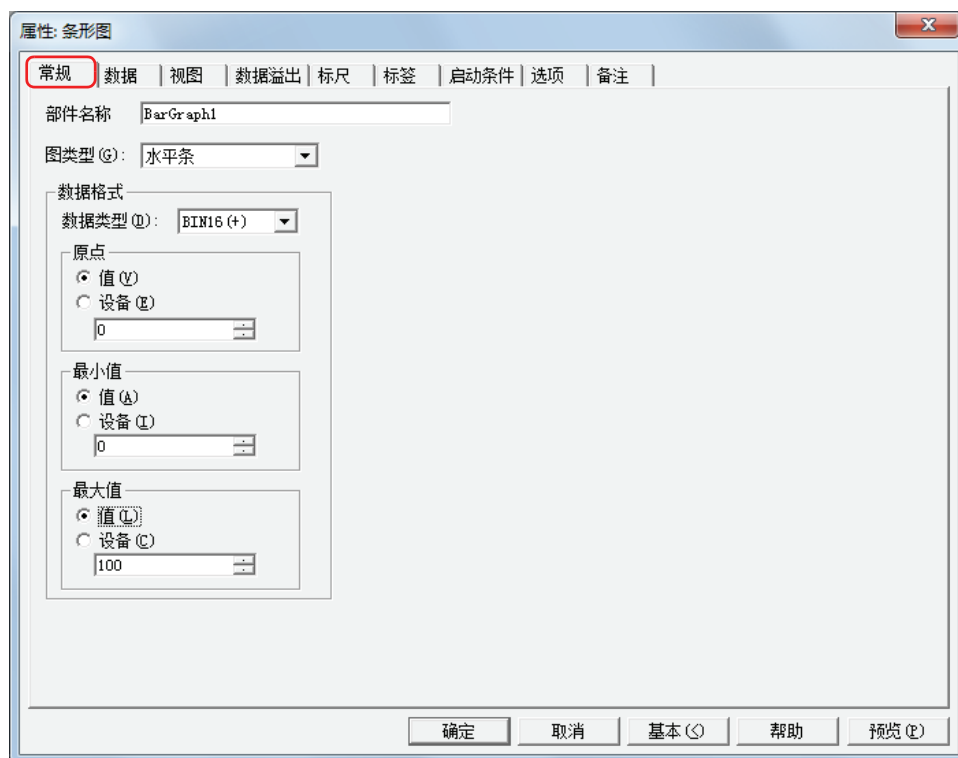 属性: 条形图
常规 数据 视图 数据溢出 标尺 标签 启动条件 选项 备注
部件名称 BarGraph1
图类型(G): 水平条
数据格式
数据类型(D): BIN16(+)
原点
值(V)
设备(E)
0
最小值
值(A)
设备(I)
0
最大值
值(L)
设备(C)
100
确定 取消 基本(<) 帮助 预览(P)